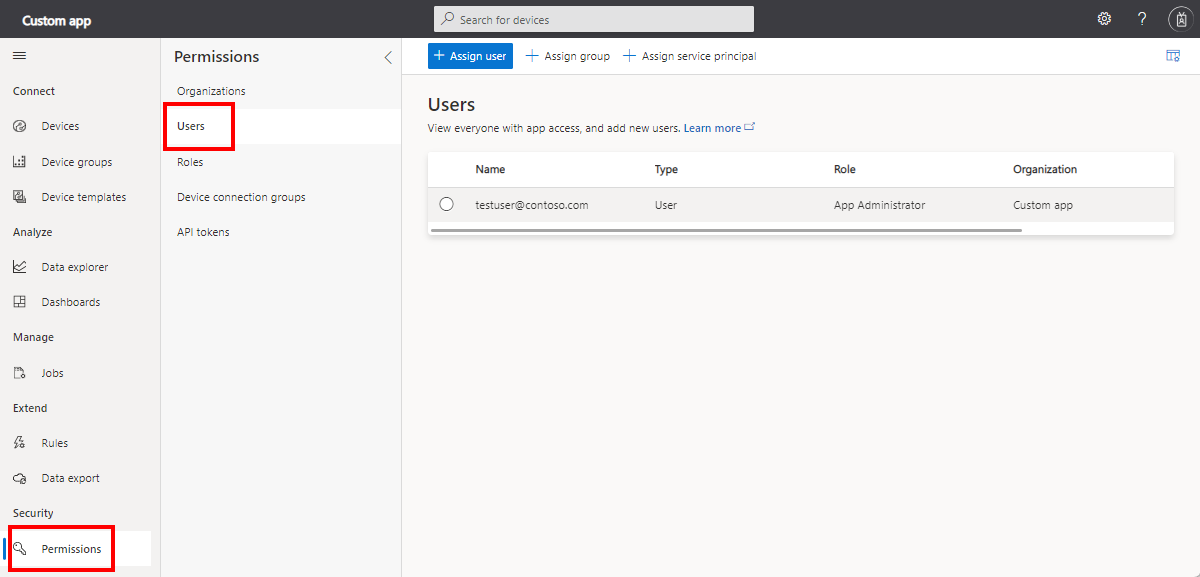 Custom app
Search for devices
?
Connect
Devices
Device groups
Device templates
Analyze
Data explorer
Dashboards
Manage
Jobs
Extend
Rules
Data export
Security
Permissions
Permissions
Organizations
Users
Roles
Device connection groups
API tokens
+ Assign user + Assign group + Assign service principal
Users
View everyone with app access, and add new users. Learn more
Name Type Role Organization
testuser@contoso.com User App Administrator Custom app